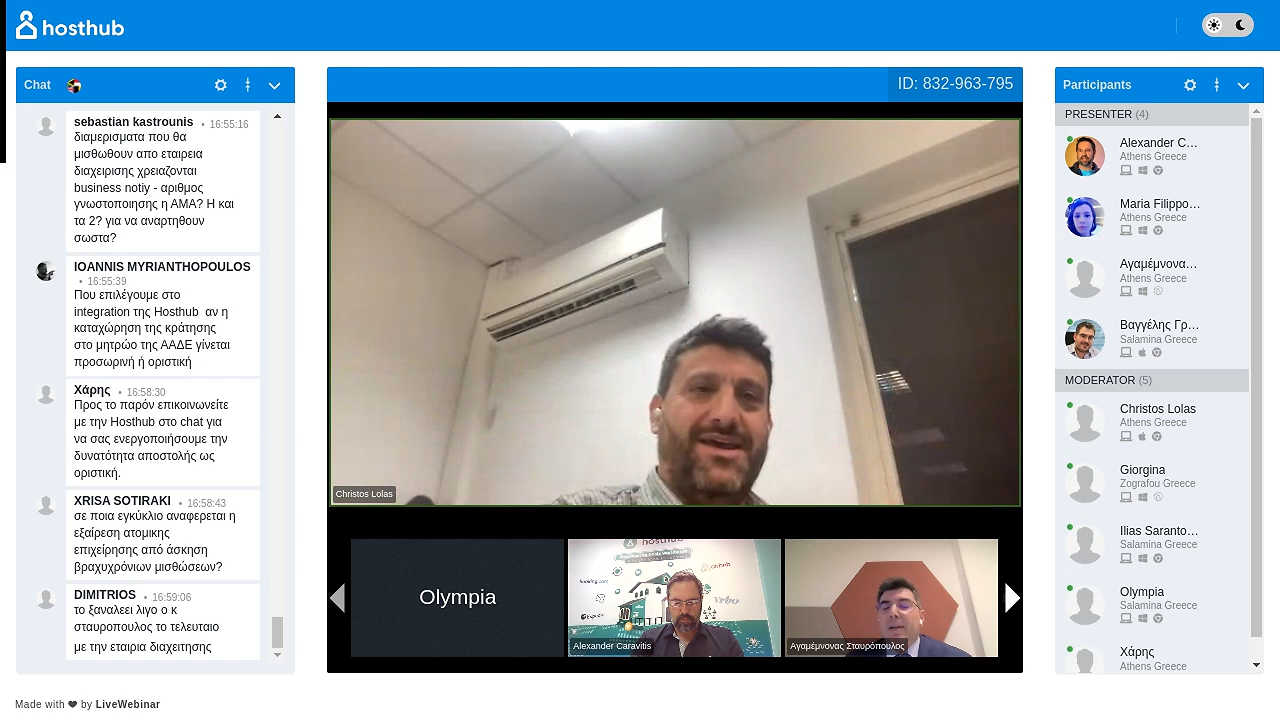 hosthub
Chat
sebastian kastrounis • 16:55:16
διαμερισματα που θα
μισθωθουν απο εταιρεια
διαχειρισης χρειαζονται
business notiy - αριθμος
γνωστοποιησης η ΑΜΑ? Η και
τα 2? για να αναρτηθουν
σωστα?
IOANNIS MYRIANTHOPOULOS
• 16:55:39
Που επιλέγουμε στο
integration της Hosthub αν η
καταχώρηση της κράτησης
στο μητρώο της ΑΑΔΕ γίνεται
προσωρινή ή οριστική
Χάρης • 16:58:30
Προς το παρόν επικοινωνείτε
με την Hosthub στο chat για
να σας ενεργοποιήσουμε την
δυνατότητα αποστολής ως
οριστική.
XRISA SOTIRAKI • 16:58:43
σε ποια εγκύκλιο αναφερεται η
εξαίρεση ατομικης
επιχείρησης από άσκηση
βραχυχρόνιων μισθώσεων?
DIMITRIOS • 16:59:06
το ξαναλεει λιγο ο κ
σταυροπουλος το τελευταιο
με την εταιρια διαχειτησης
ID: 832-963-795
Christos Lolas
Olympia
hosthub
Booking.com
airbnb
Expedia
Vrbo
Alexander Caravitis
Αγαμέμνονας Σταυρόπουλος
Participants
PRESENTER (4)
Alexander C...
Athens Greece
Maria Filippo...
Athens Greece
Αγαμέμνονα...
Athens Greece
Βαγγέλης Γρ...
Salamina Greece
MODERATOR (5)
Christos Lolas
Athens Greece
Giorgina
Zografou Greece
Ilias Saranto...
Salamina Greece
Olympia
Salamina Greece
Χάρης
Athens Greece
Made with ❤ by LiveWebinar